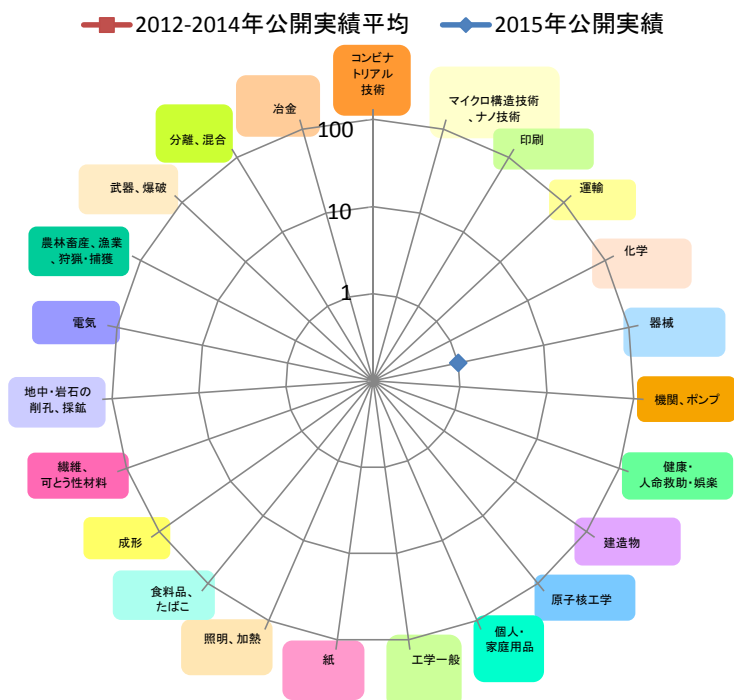 2012-2014年公開実績平均 2015年公開実績
コンビナ
トリアル
技術
マイクロ構造技術
、ナノ技術
印刷
運輸
化学
器械
機関、ポンプ
健康・
人命救助・娯楽
建造物
原子核工学
個人・
家庭用品
工学一般
紙
照明、加熱
食料品、
たばこ
成形
繊維、
可とう性材料
地中・岩石の
削孔、採鉱
電気
農林畜産、漁業
、狩猟・捕獲
武器、爆破
分離、混合
冶金
100
10
1